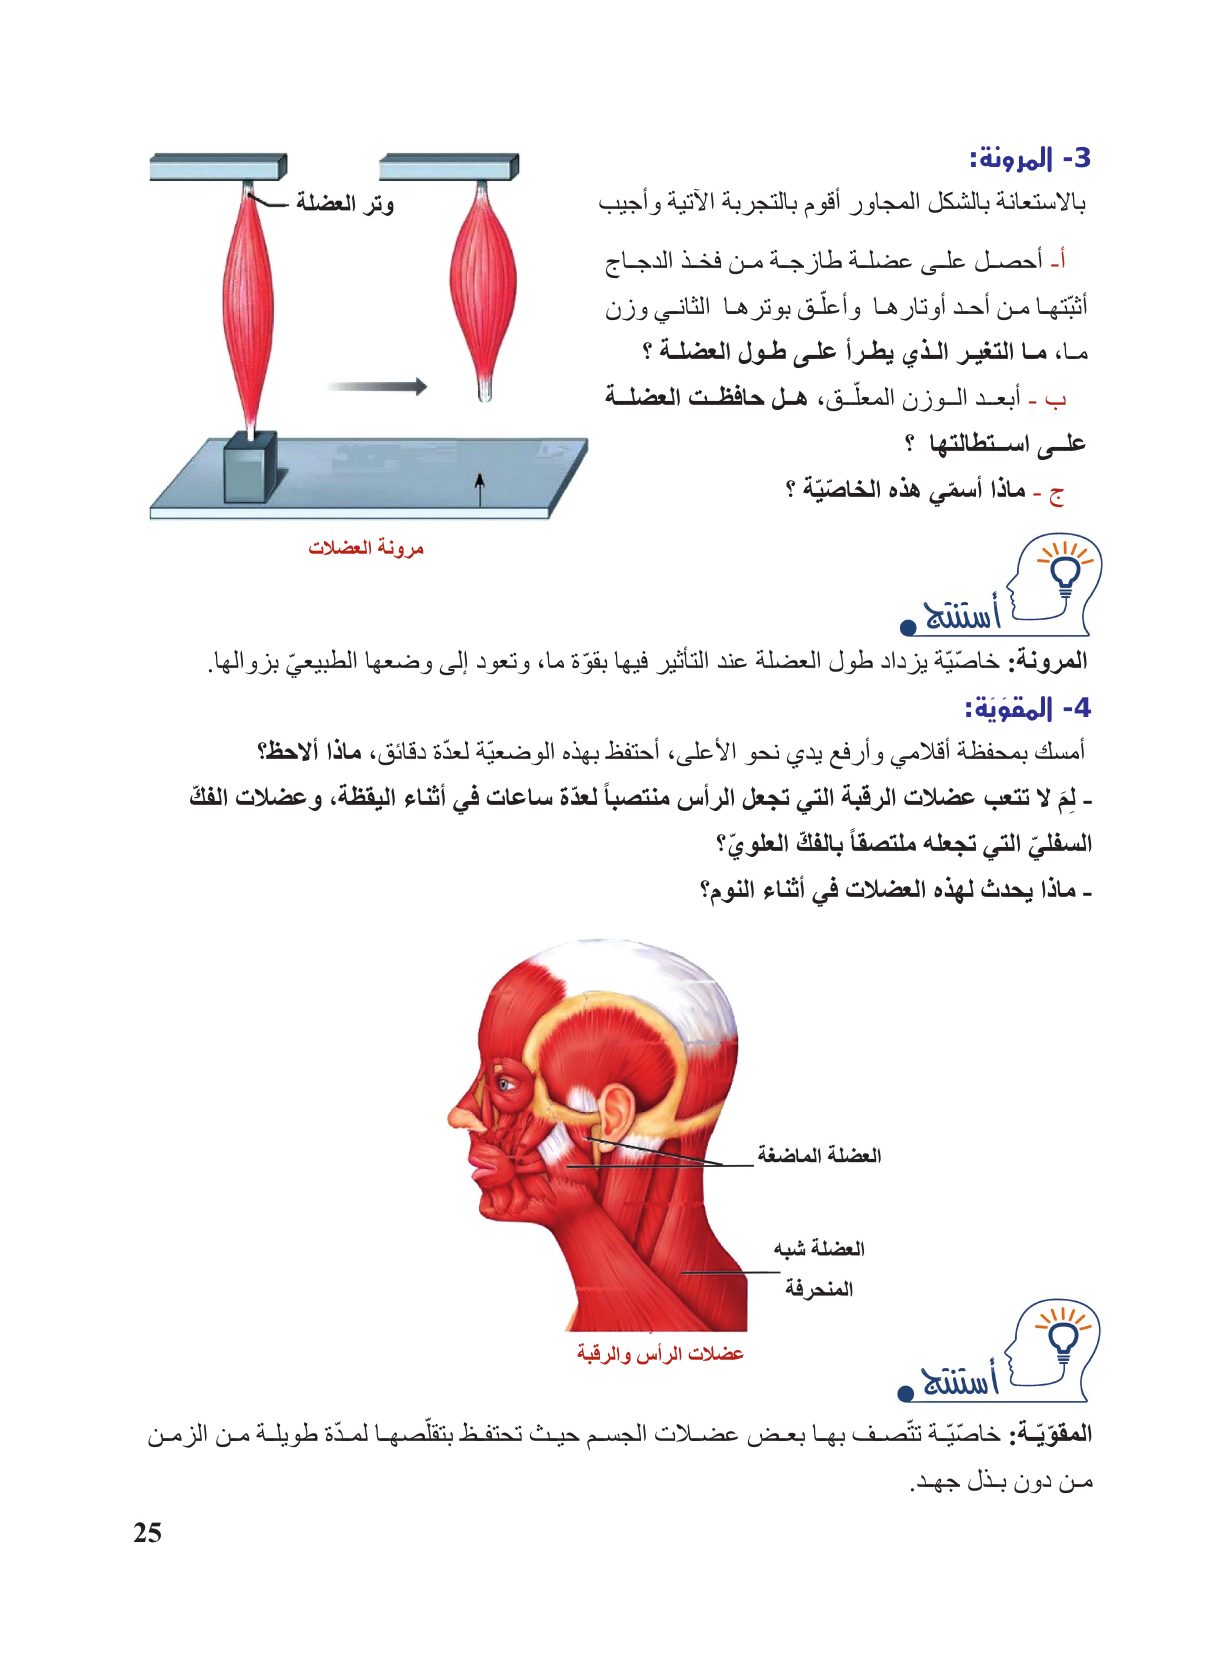 3- المرونة:
بالاستعانة بالشكل المجاور أقوم بالتجربة الآتية وأجيب
أ- أحصل على عضلة طازجة من فخذ الدجاج
أثبّتها من أحد أوتارها وأعلّق بوترها الثاني وزن
ما، ما التغير الذي يطرأ على طول العضلة ؟
ب - أبعد الوزن المعلّق، هل حافظت العضلة
على استطالتها ؟
ج - ماذا أسمّي هذه الخاصّيّة ؟
وتر العضلة
مرونة العضلات
أستنتج
المرونة: خاصّيّة يزداد طول العضلة عند التأثير فيها بقوّة ما، وتعود إلى وضعها الطبيعيّ بزوالها.
4- المقوّيَة:
أمسك بمحفظة أقلامي وأرفع يدي نحو الأعلى، أحتفظ بهذه الوضعيّة لعدّة دقائق، ماذا ألاحظ؟
- لِمَ لا تتعب عضلات الرقبة التي تجعل الرأس منتصباً لعدّة ساعات في أثناء اليقظة، وعضلات الفكّ
السفليّ التي تجعله ملتصقاً بالفكّ العلويّ؟
- ماذا يحدث لهذه العضلات في أثناء النوم؟
العضلة الماضغة
العضلة شبه
المنحرفة
عضلات الرأس والرقبة
أستنتج
المقوّيّة: خاصّيّة تتّصف بها بعض عضلات الجسم حيث تحتفظ بتقلّصها لمدّة طويلة من الزمن
من دون بذل جهد.
25